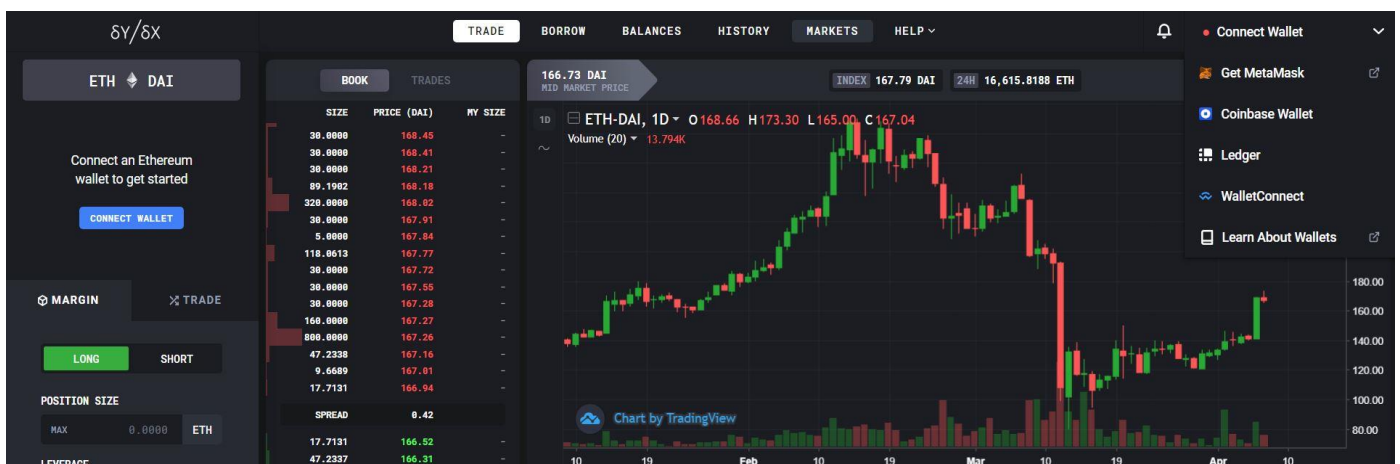 δY/δX
TRADE BORROW BALANCES HISTORY MARKETS HELP
Connect Wallet
Get MetaMask
Coinbase Wallet
Ledger
WalletConnect
Learn About Wallets
ETH DAI
Connect an Ethereum
wallet to get started
CONNECT WALLET
MARGIN TRADE
LONG SHORT
POSITION SIZE
MAX 0.0000 ETH
LEVERAGE
BOOK TRADES
SIZE PRICE (DAI) MY SIZE
30.0000 168.45 -
30.0000 168.41 -
30.0000 168.21 -
89.1902 168.18 -
320.0000 168.02 -
30.0000 167.91 -
5.0000 167.84 -
118.0613 167.77 -
30.0000 167.72 -
30.0000 167.55 -
30.0000 167.28 -
160.0000 167.27 -
800.0000 167.26 -
47.2338 167.16 -
9.6689 167.01 -
17.7131 166.94 -
SPREAD 0.42
17.7131 166.52 -
47.2337 166.31 -
166.73 DAI
MID MARKET PRICE
INDEX 167.79 DAI 24H 16,615.8188 ETH
1D ETH-DAI, 1D O168.66 H173.30 L165.00 C167.04
Volume (20) 13.794K
180.00
160.00
140.00
120.00
100.00
80.00
Chart by TradingView
10 19 Feb 10 19 Mar 10 19 Apr 10